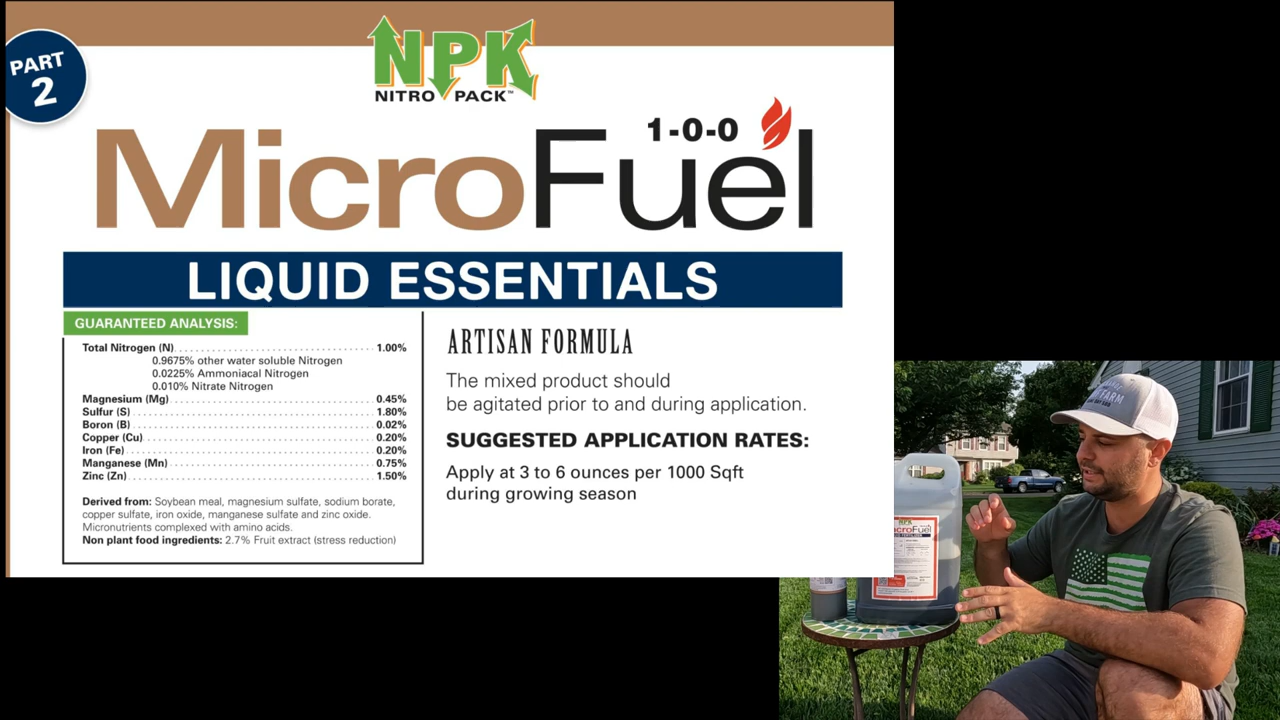 PART
2
NPK
NITRO PACK™
1-0-0
MicroFuel
LIQUID ESSENTIALS
GUARANTEED ANALYSIS:
Total Nitrogen (N) 1.00%
0.9675% other water soluble Nitrogen
0.0225% Ammoniacal Nitrogen
0.010% Nitrate Nitrogen
Magnesium (Mg) 0.45%
Sulfur (S) 1.80%
Boron (B) 0.02%
Copper (Cu) 0.20%
Iron (Fe) 0.20%
Manganese (Mn) 0.75%
Zinc (Zn) 1.50%
Derived from: Soybean meal, magnesium sulfate, sodium borate,
copper sulfate, iron oxide, manganese sulfate and zinc oxide.
Micronutrients complexed with amino acids.
Non plant food ingredients: 2.7% Fruit extract (stress reduction)
ARTISAN FORMULA
The mixed product should
be agitated prior to and during application.
SUGGESTED APPLICATION RATES:
Apply at 3 to 6 ounces per 1000 Sqft
during growing season
NPK
icroFuel
FARM